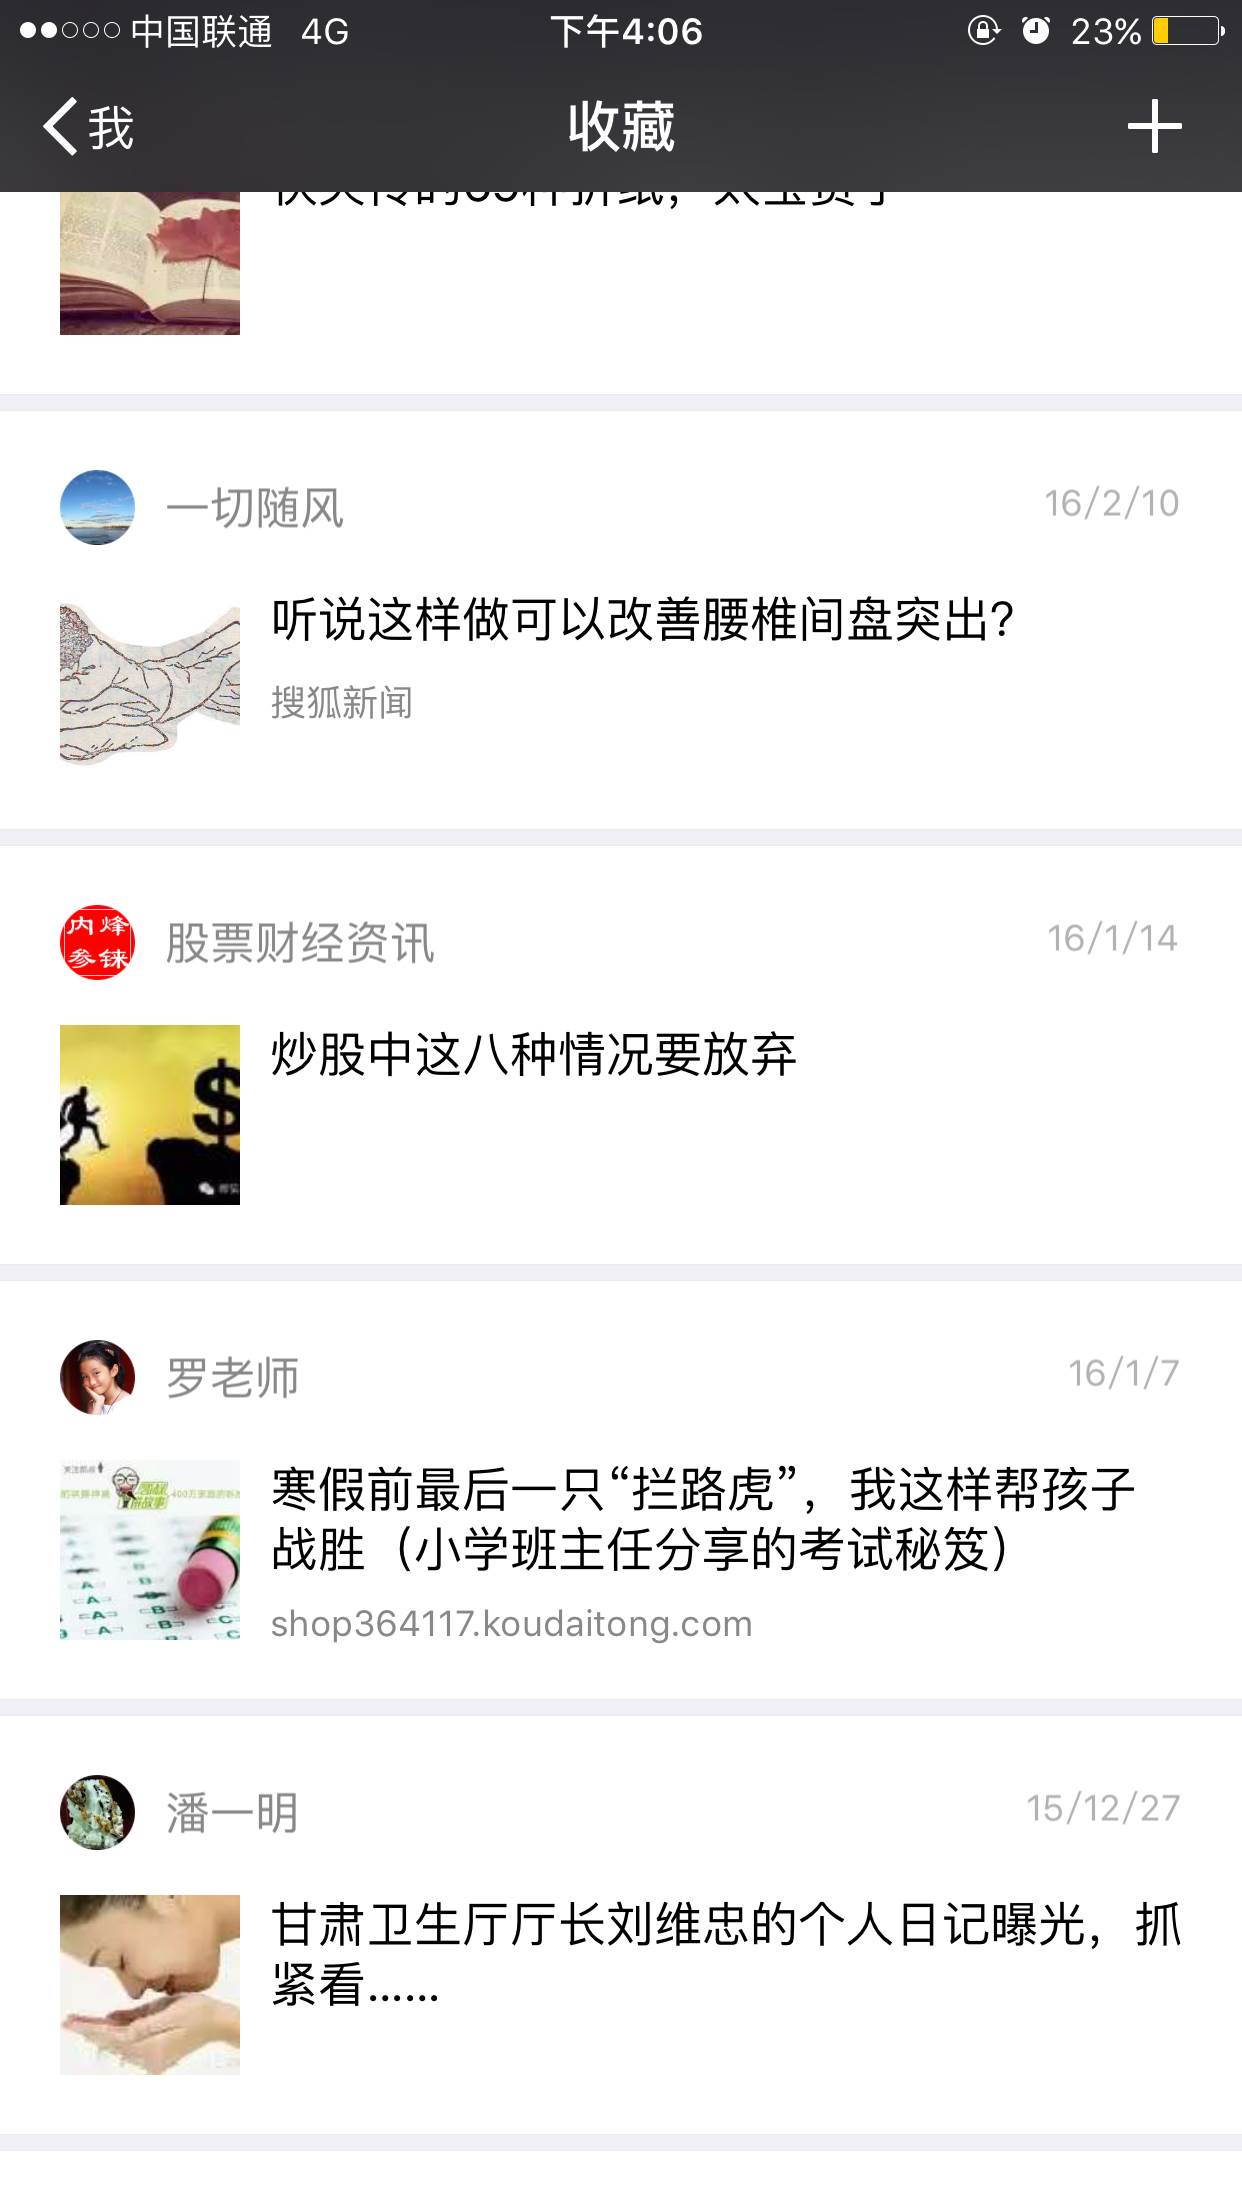 中国联通 4G 下午4:06 23%
我 收藏
一切随风 16/2/10
听说这样做可以改善腰椎间盘突出?
搜狐新闻
内烽
参铼
股票财经资讯 16/1/14
炒股中这八种情况要放弃
罗老师 16/1/7
寒假前最后一只“拦路虎”，我这样帮孩子
战胜（小学班主任分享的考试秘笈）
shop364117.koudaitong.com
潘一明 15/12/27
甘肃卫生厅厅长刘维忠的个人日记曝光，抓
紧看......